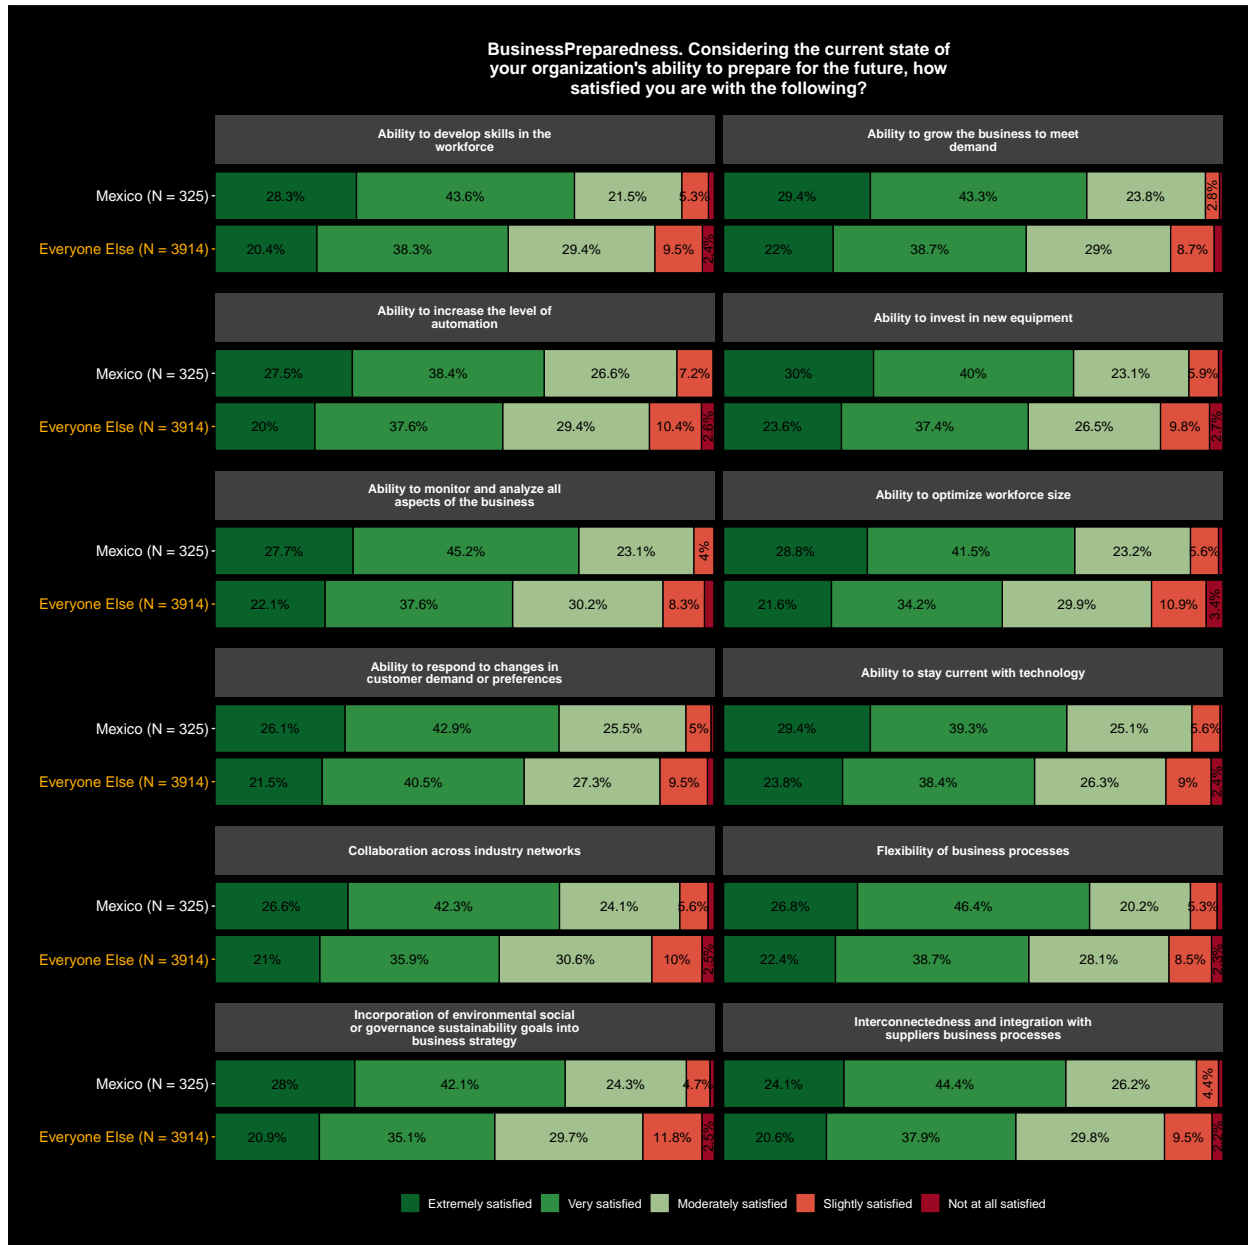 BusinessPreparedness. Considering the current state of
your organization's ability to prepare for the future, how
satisfied you are with the following?
Ability to develop skills in the
workforce
Mexico (N = 325)
28.3% 43.6% 21.5% 5.3%
Everyone Else (N = 3914)
20.4% 38.3% 29.4% 9.5% 2.4%
Ability to grow the business to meet
demand
29.4% 43.3% 23.8% 2.8%
22% 38.7% 29% 8.7%
Ability to increase the level of
automation
Mexico (N = 325)
27.5% 38.4% 26.6% 7.2%
Everyone Else (N = 3914)
20% 37.6% 29.4% 10.4% 2.6%
Ability to invest in new equipment
30% 40% 23.1% 5.9%
23.6% 37.4% 26.5% 9.8% 2.7%
Ability to monitor and analyze all
aspects of the business
Mexico (N = 325)
27.7% 45.2% 23.1% 4%
Everyone Else (N = 3914)
22.1% 37.6% 30.2% 8.3%
Ability to optimize workforce size
28.8% 41.5% 23.2% 5.6%
21.6% 34.2% 29.9% 10.9% 3.4%
Ability to respond to changes in
customer demand or preferences
Mexico (N = 325)
26.1% 42.9% 25.5% 5%
Everyone Else (N = 3914)
21.5% 40.5% 27.3% 9.5%
Ability to stay current with technology
29.4% 39.3% 25.1% 5.6%
23.8% 38.4% 26.3% 9% 2.4%
Collaboration across industry networks
Mexico (N = 325)
26.6% 42.3% 24.1% 5.6%
Everyone Else (N = 3914)
21% 35.9% 30.6% 10% 2.5%
Flexibility of business processes
26.8% 46.4% 20.2% 5.3%
22.4% 38.7% 28.1% 8.5% 2.3%
Incorporation of environmental social
or governance sustainability goals into
business strategy
Mexico (N = 325)
28% 42.1% 24.3% 4.7%
Everyone Else (N = 3914)
20.9% 35.1% 29.7% 11.8% 2.5%
Interconnectedness and integration with
suppliers business processes
24.1% 44.4% 26.2% 4.4%
20.6% 37.9% 29.8% 9.5% 2.2%
Extremely satisfied Very satisfied Moderately satisfied Slightly satisfied Not at all satisfied